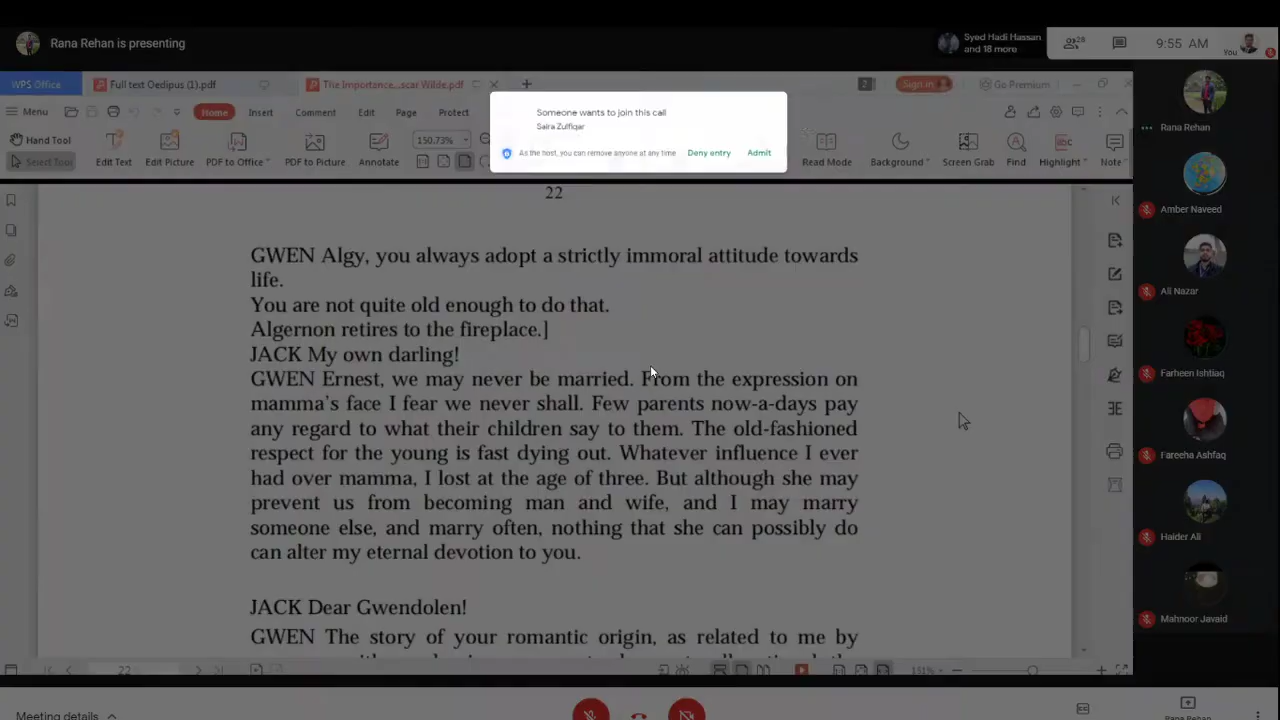 Rana Rehan is presenting
Syed Hadi Hassan
and 18 more
28
9:55 AM
You
WPS Office
Full test Oedipus (1).pdf
The Importance...scar Wilde.pdf
2
Sign in
Go Premium
Menu
Home
Insert
Comment
Edit
Page
Protect
Hand Tool
Select Tool
Edit Text
Edit Picture
PDF to Office
PDF to Picture
Annotate
150.73%
Read Mode
Background
Screen Grab
Find
Highlight
Note
Someone wants to join this call
Saira Zulfiqar
As the host, you can remove anyone at any time
Deny entry
Admit
22
GWEN Algy, you always adopt a strictly immoral attitude towards
life.
You are not quite old enough to do that.
Algernon retires to the fireplace.]
JACK My own darling!
GWEN Ernest, we may never be married. From the expression on
mamma's face I fear we never shall. Few parents now-a-days pay
any regard to what their children say to them. The old-fashioned
respect for the young is fast dying out. Whatever influence I ever
had over mamma, I lost at the age of three. But although she may
prevent us from becoming man and wife, and I may marry
someone else, and marry often, nothing that she can possibly do
can alter my eternal devotion to you.
JACK Dear Gwendolen!
GWEN The story of your romantic origin, as related to me by
Rana Rehan
Amber Naveed
Ali Nazar
Farheen Ishtiaq
Fareeha Ashfaq
Haider Ali
Mahnoor Javaid
22
151%
Meeting details
Rana Rehan